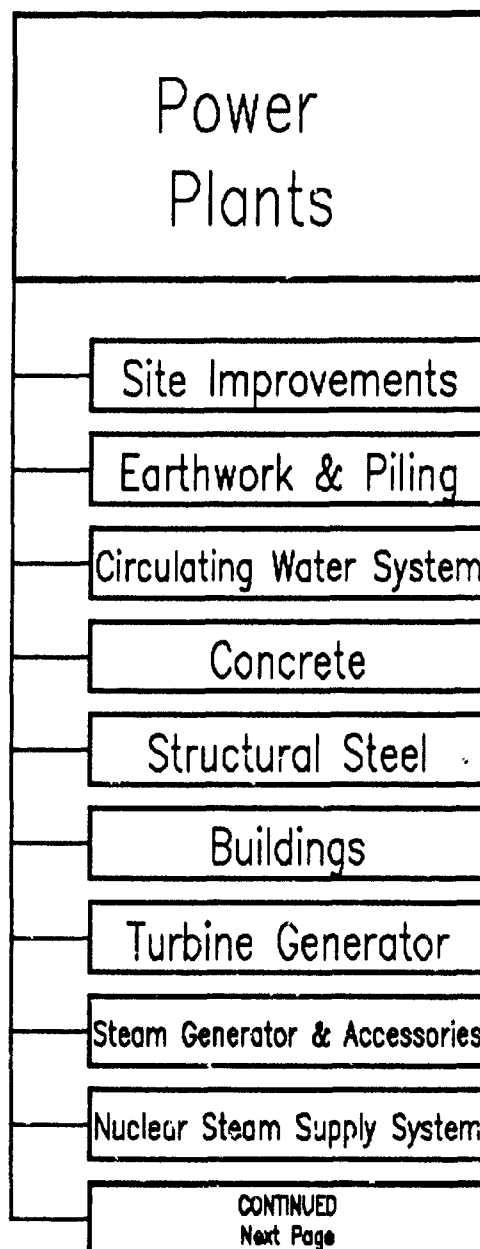 Power
Plants
Site Improvements
Earthwork & Piling
Circulating Water System
Concrete
Structural Steel
Buildings
Turbine Generator
Steam Generator & Accessories
Nuclear Steam Supply System
CONTINUED
Next Page